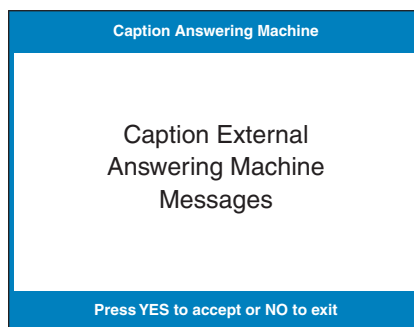 Caption Answering Machine
Caption External
Answering Machine
Messages
Press YES to accept or NO to exit